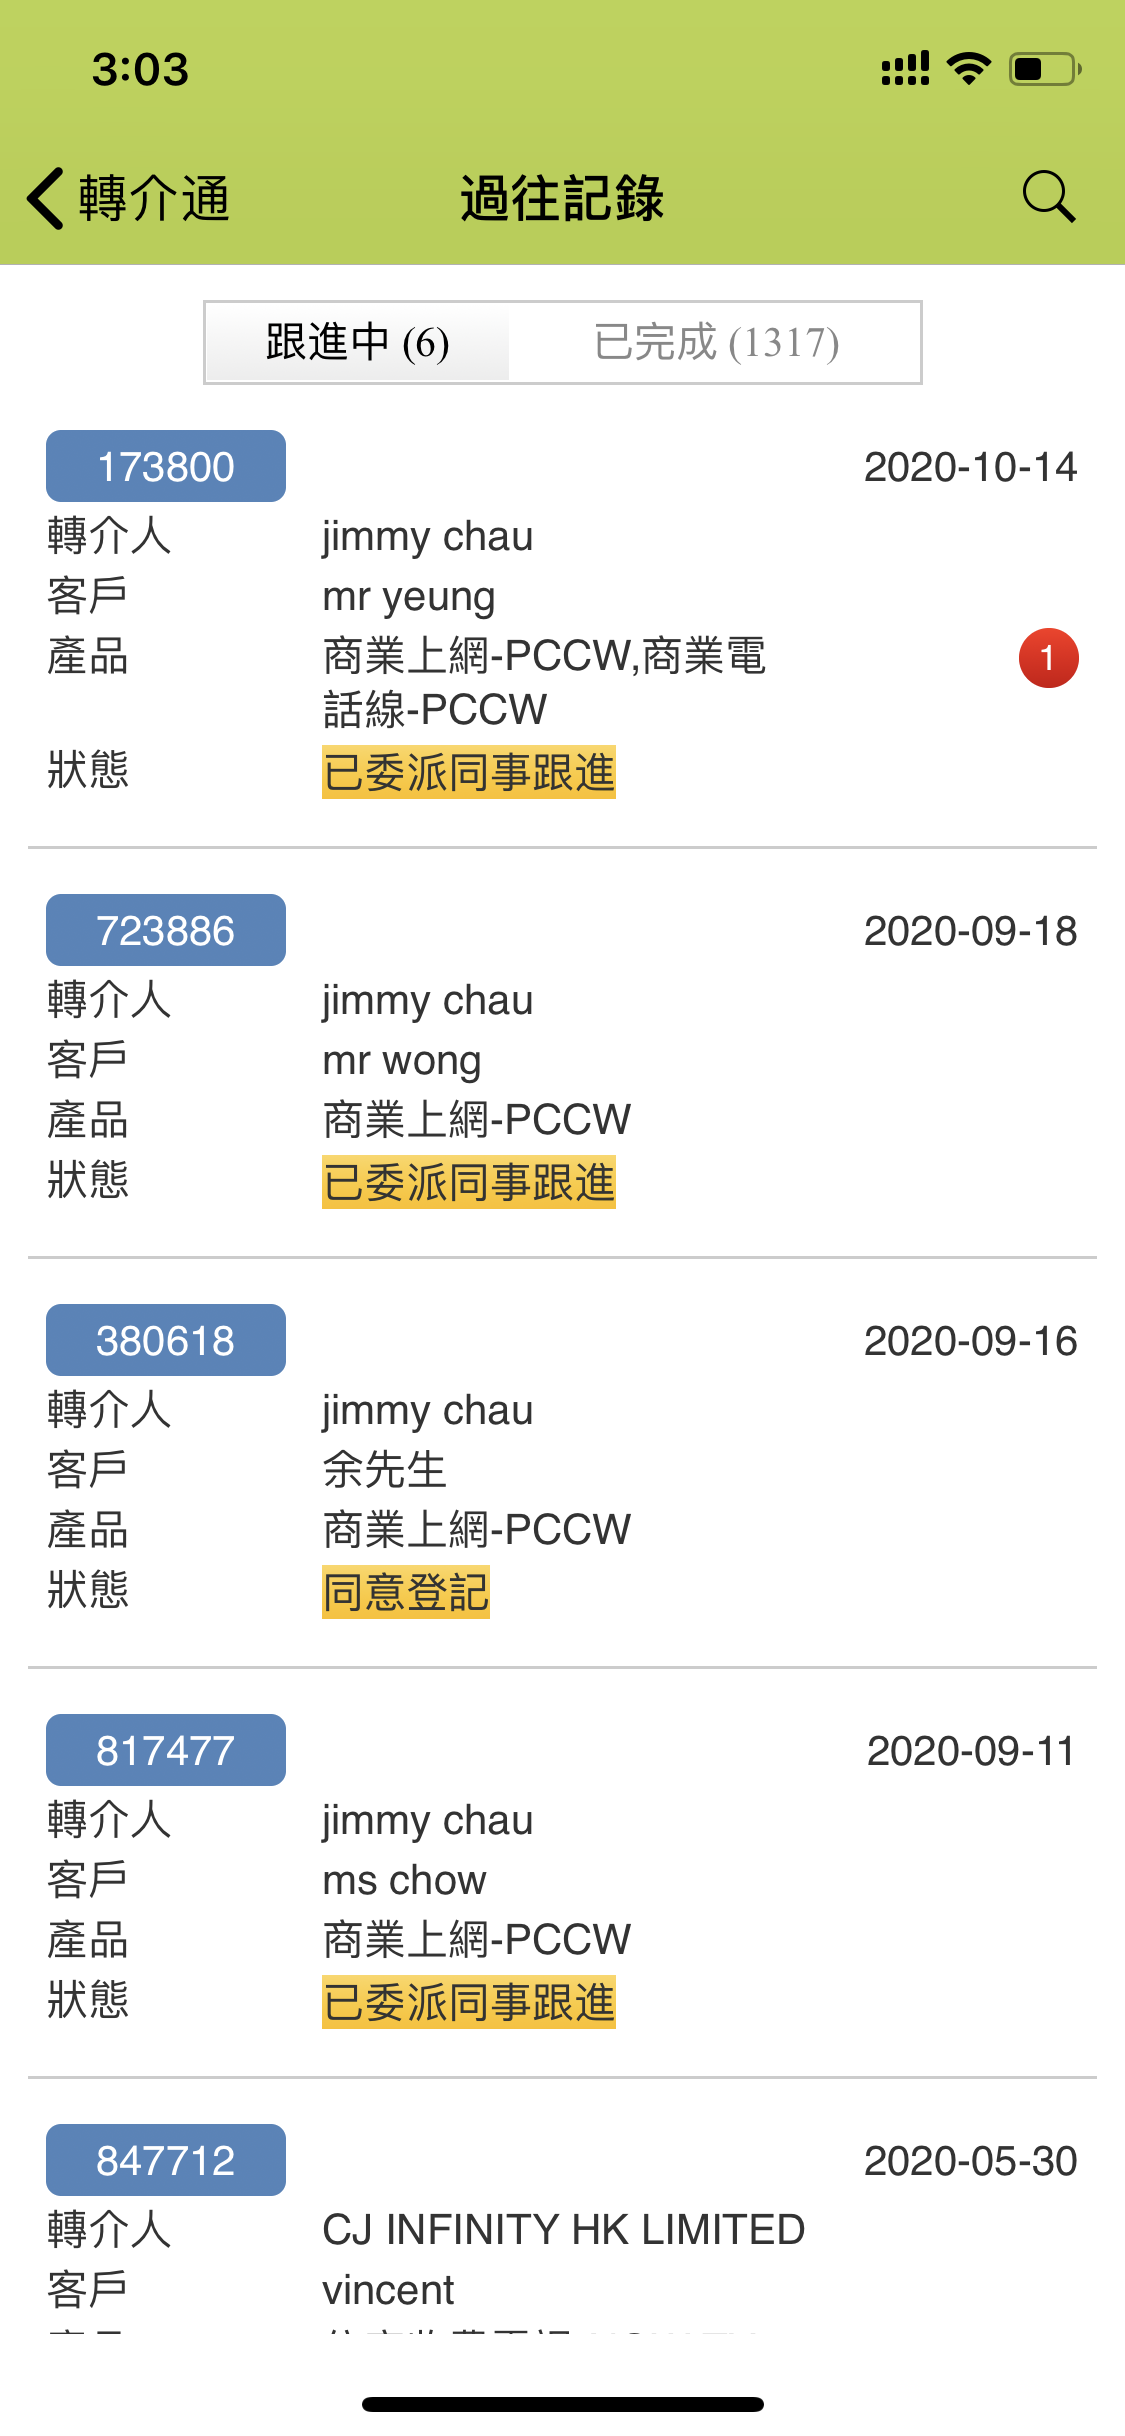 3:03
轉介通
過往記錄
跟進中 (6)
已完成 (1317)
173800
2020-10-14
轉介人 jimmy chau
客戶 mr yeung
產品 商業上網-PCCW,商業電
話線-PCCW
1
狀態 已委派同事跟進
723886
2020-09-18
轉介人 jimmy chau
客戶 mr wong
產品 商業上網-PCCW
狀態 已委派同事跟進
380618
2020-09-16
轉介人 jimmy chau
客戶 余先生
產品 商業上網-PCCW
狀態 同意登記
817477
2020-09-11
轉介人 jimmy chau
客戶 ms chow
產品 商業上網-PCCW
狀態 已委派同事跟進
847712
2020-05-30
轉介人 CJ INFINITY HK LIMITED
客戶 vincent